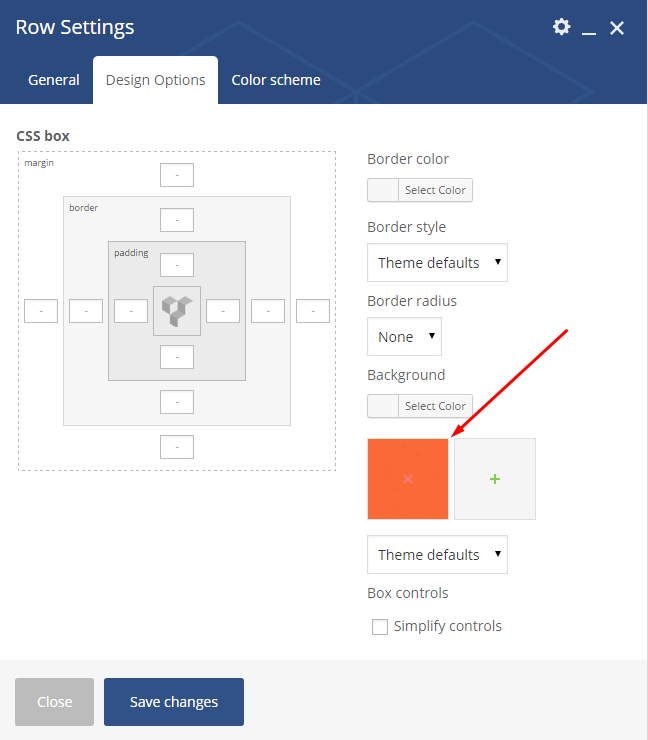 Row Settings
General
Design Options
Color scheme
CSS box
margin
-
border
-
padding
-
-
-
-
-
-
-
-
-
-
Border color
Select Color
Border style
Theme defaults
Border radius
None
Background
Select Color
Theme defaults
Box controls
Simplify controls
Close
Save changes